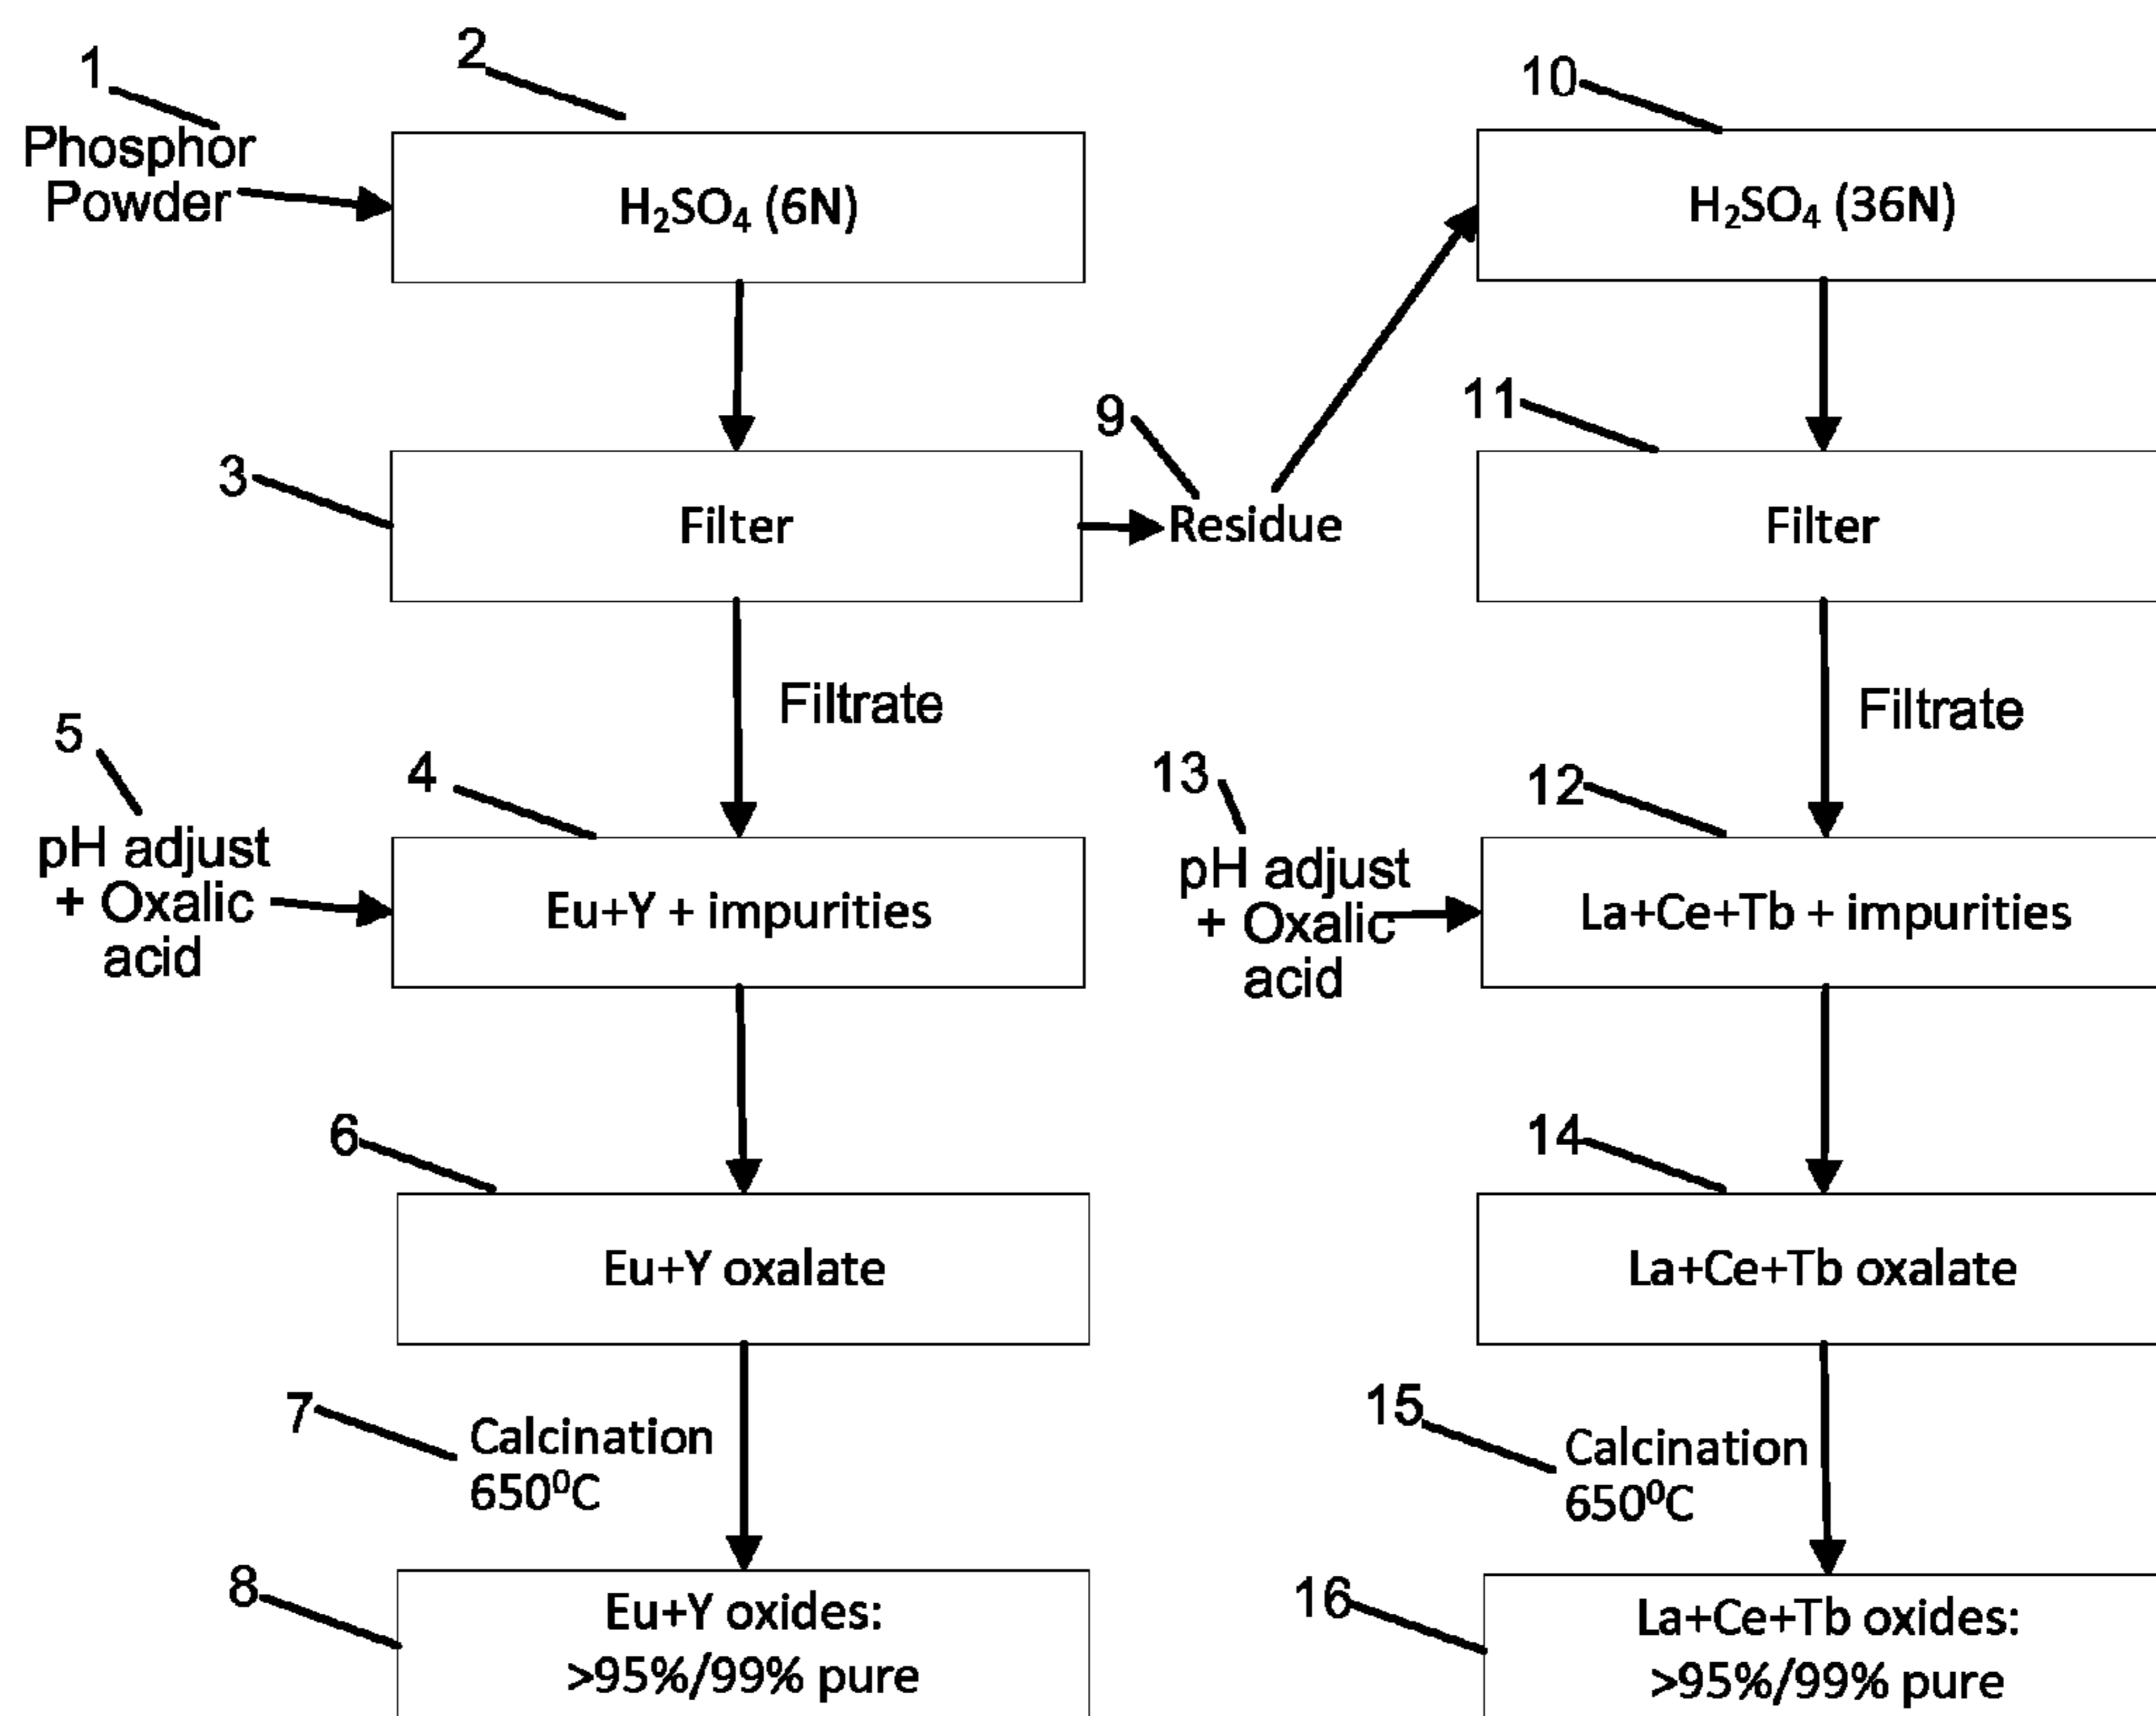 1
Phosphor
Powder
2
H₂SO₄ (6N)
3
Filter
Filtrate
5
pH adjust
+ Oxalic
acid
4
Eu+Y + impurities
6
Eu+Y oxalate
7
Calcination
650⁰C
8
Eu+Y oxides:
>95%/99% pure
9
Residue
10
H₂SO₄ (36N)
11
Filter
Filtrate
13
pH adjust
+ Oxalic
acid
12
La+Ce+Tb + impurities
14
La+Ce+Tb oxalate
15
Calcination
650⁰C
16
La+Ce+Tb oxides:
>95%/99% pure